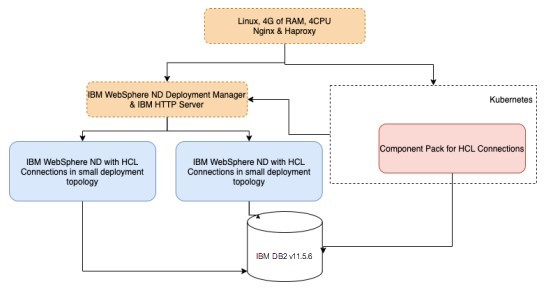 Linux, 4G of RAM, 4CPU
Nginx & Haproxy
IBM WebSphere ND Deployment Manager
& IBM HTTP Server
Kubernetes
Component Pack for HCL Connections
IBM WebSphere ND with HCL
Connections in small deployment
topology
IBM WebSphere ND with HCL
Connections in small deployment
topology
IBM DB2 v11.5.6